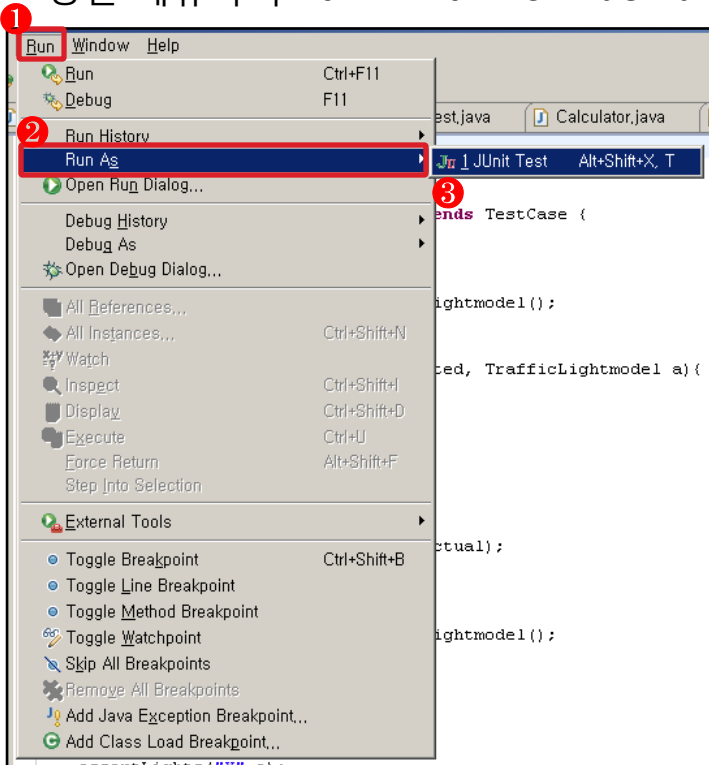 1
Run Window Help
Run Ctrl+F11
Debug F11
est.java Calculator.java
2
Run History
Run As
1 JUnit Test Alt+Shift+X, T
Open Run Dialog...
3
ends TestCase {
Debug History
Debug As
Open Debug Dialog...
All References...
ightmodel();
All Instances... Ctrl+Shift+N
Watch
ted, TrafficLightmodel a){
Inspect Ctrl+Shift+I
Display Ctrl+Shift+D
Execute Ctrl+U
Force Return Alt+Shift+F
Step Into Selection
External Tools
ctual);
Toggle Breakpoint Ctrl+Shift+B
Toggle Line Breakpoint
Toggle Method Breakpoint
Toggle Watchpoint
ightmodel();
Skip All Breakpoints
Remove All Breakpoints
Add Java Exception Breakpoint...
Add Class Load Breakpoint...